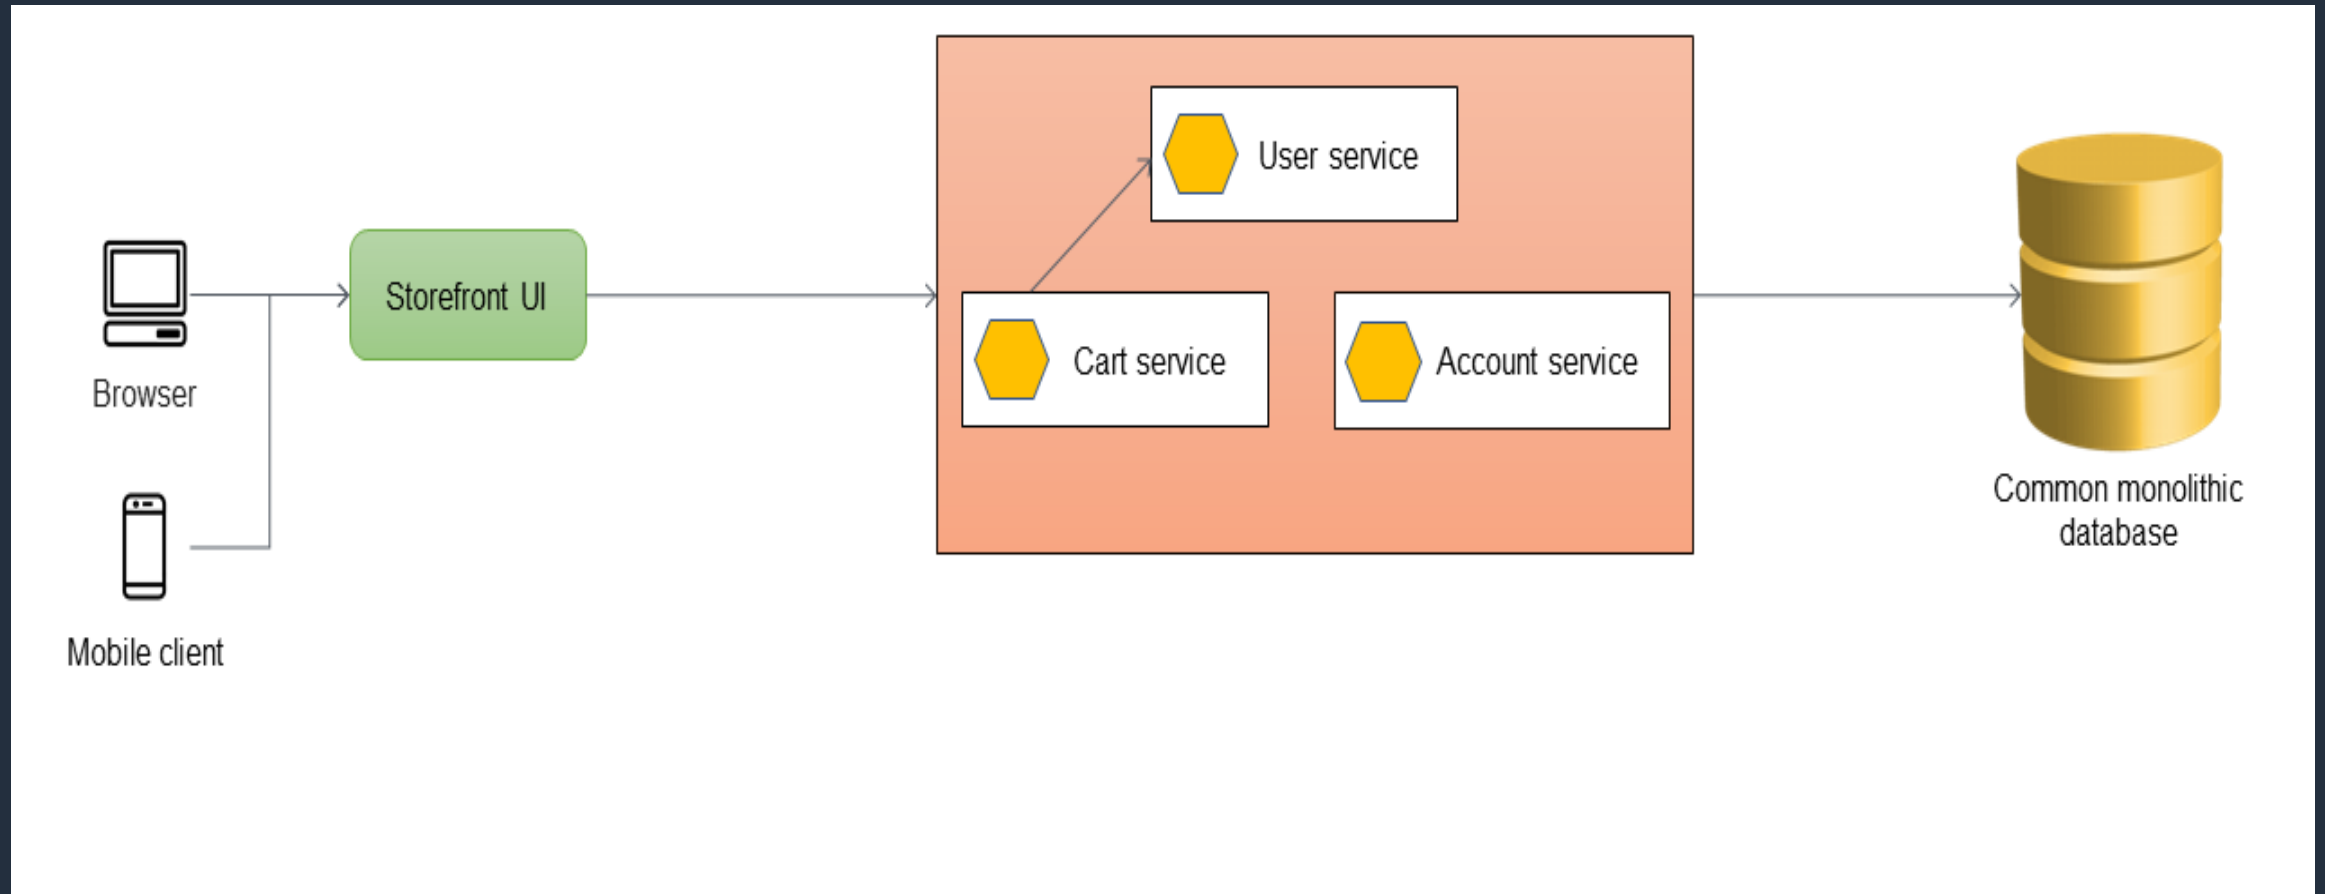 User service
Storefront UI
Cart service
Account service
Browser
Common monolithic
database
Mobile client